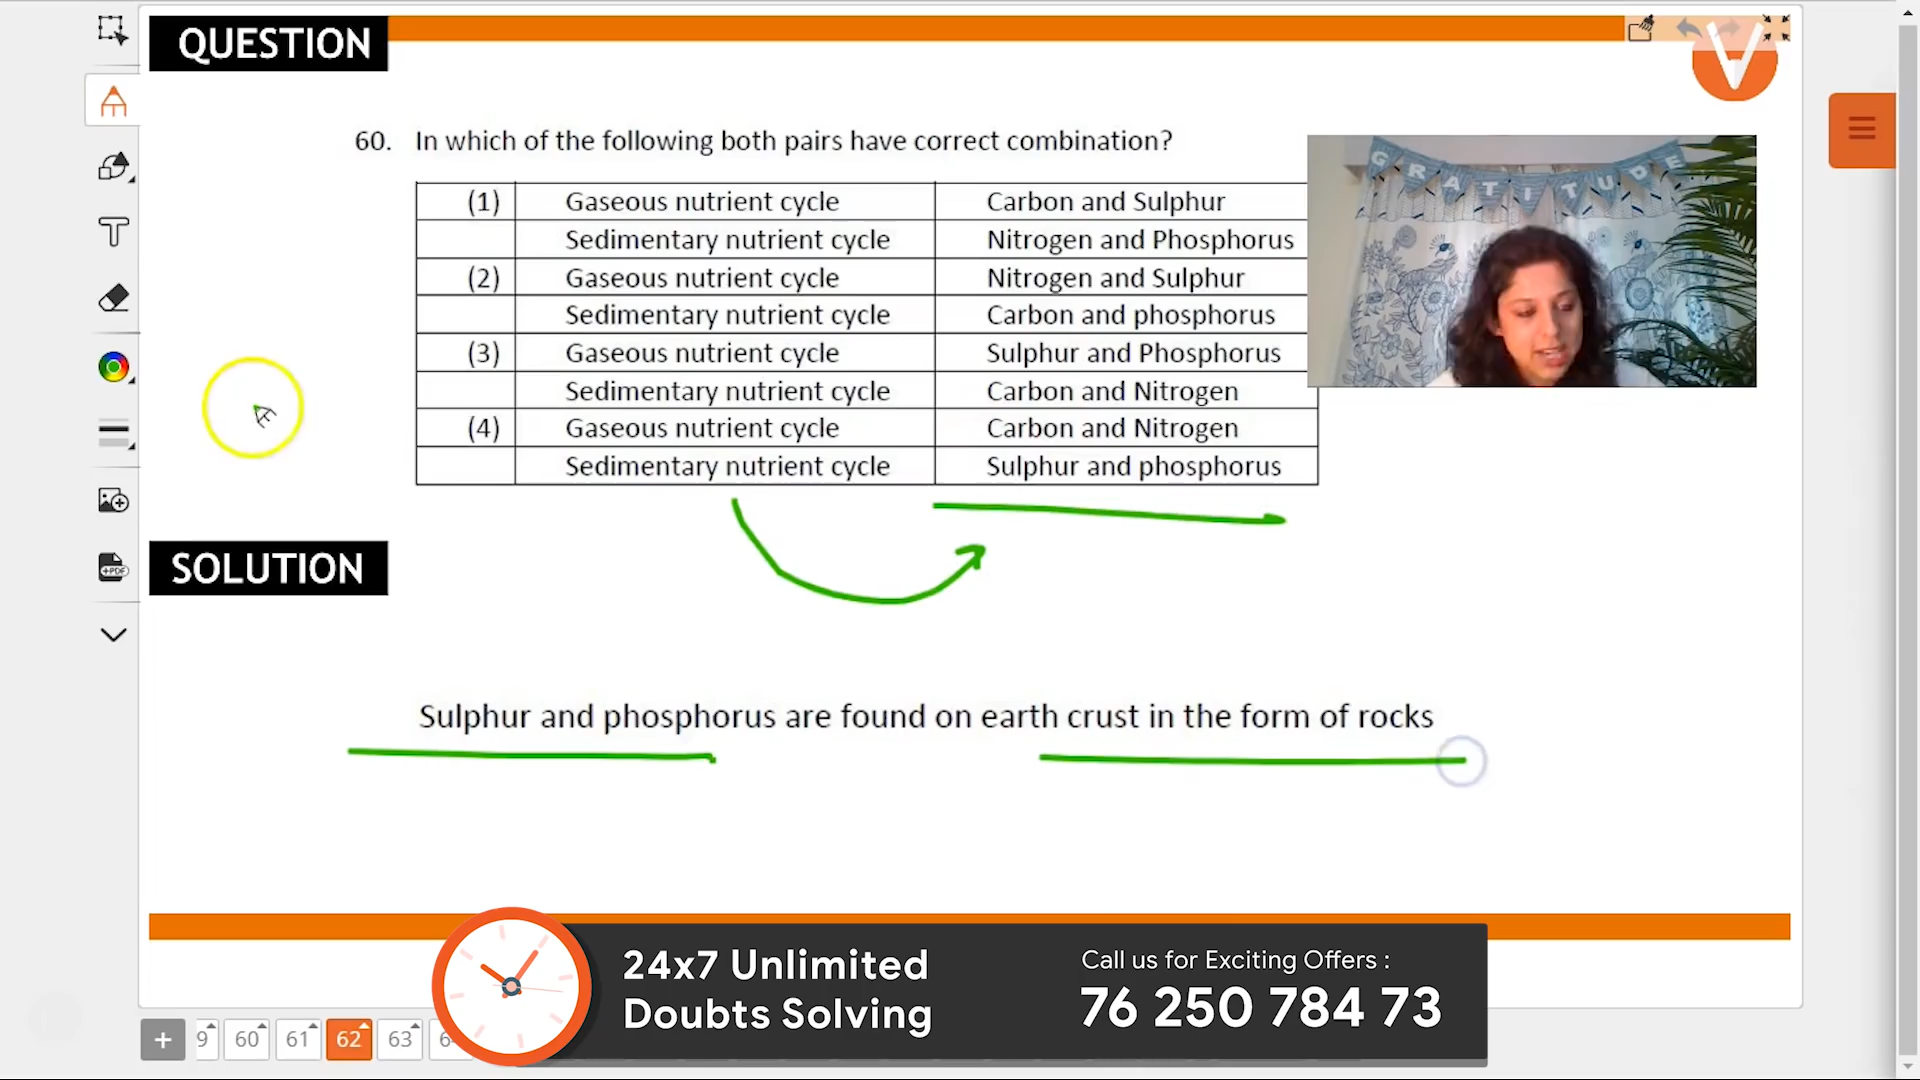 QUESTION
60. In which of the following both pairs have correct combination?
(1) Gaseous nutrient cycle Carbon and Sulphur
Sedimentary nutrient cycle Nitrogen and Phosphorus
(2) Gaseous nutrient cycle Nitrogen and Sulphur
Sedimentary nutrient cycle Carbon and phosphorus
(3) Gaseous nutrient cycle Sulphur and Phosphorus
Sedimentary nutrient cycle Carbon and Nitrogen
(4) Gaseous nutrient cycle Carbon and Nitrogen
Sedimentary nutrient cycle Sulphur and phosphorus
GRATITUDE
SOLUTION
Sulphur and phosphorus are found on earth crust in the form of rocks
24x7 Unlimited
Doubts Solving
Call us for Exciting Offers :
76 250 784 73
+PDF
9 60 61 62 63